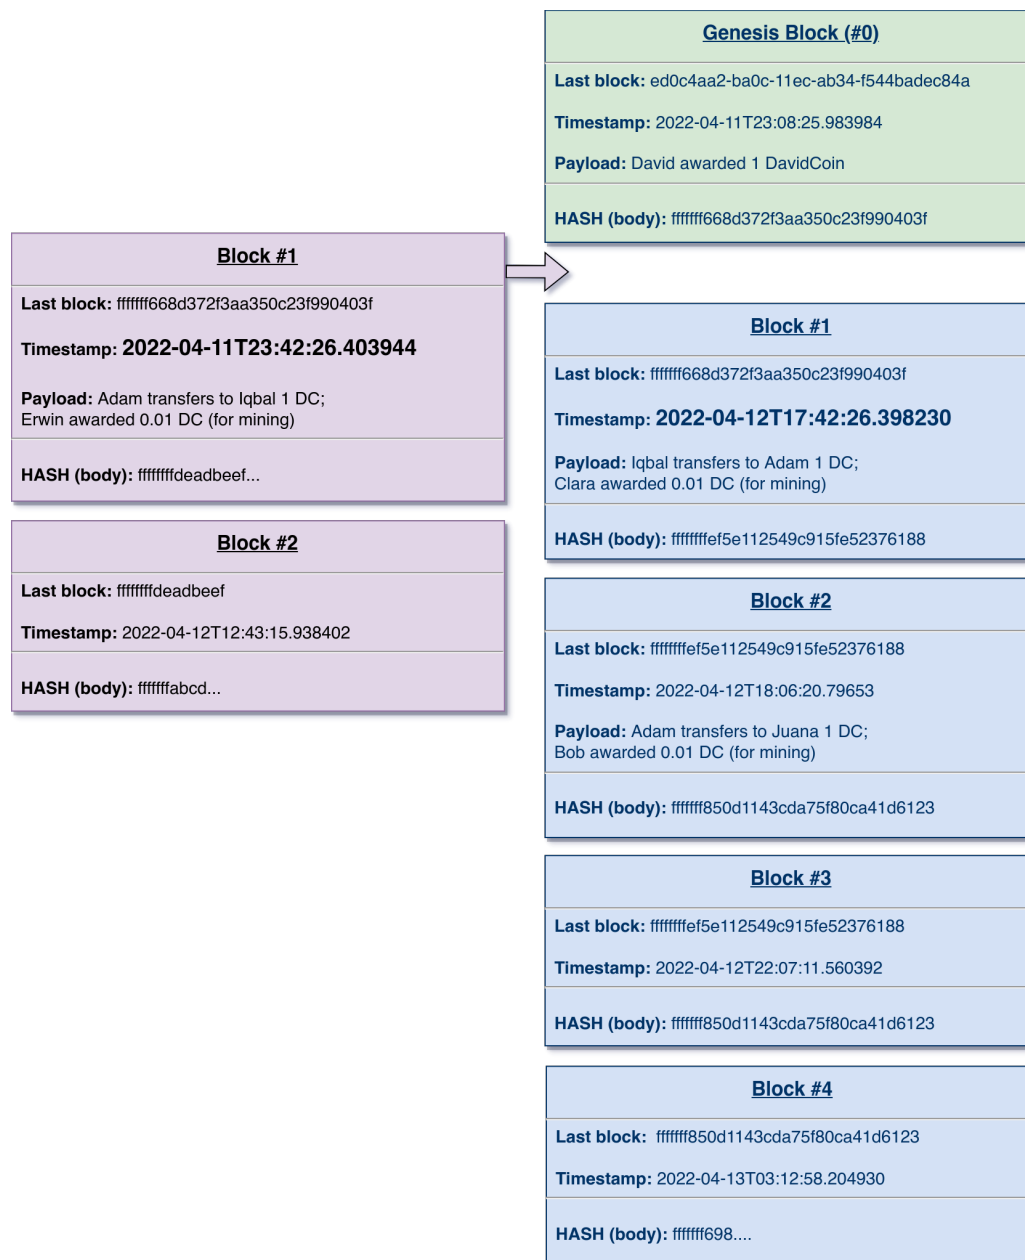 Genesis Block (#0)
Last block: ed0c4aa2-ba0c-11ec-ab34-f544badec84a
Timestamp: 2022-04-11T23:08:25.983984
Payload: David awarded 1 DavidCoin
HASH (body): fffffff668d372f3aa350c23f990403f
Block #1
Last block: fffffff668d372f3aa350c23f990403f
Timestamp: 2022-04-11T23:42:26.403944
Payload: Adam transfers to Iqbal 1 DC;
Erwin awarded 0.01 DC (for mining)
HASH (body): ffffffffdeadbeef...
Block #2
Last block: ffffffffdeadbeef
Timestamp: 2022-04-12T12:43:15.938402
HASH (body): fffffffabcd...
Block #1
Last block: fffffff668d372f3aa350c23f990403f
Timestamp: 2022-04-12T17:42:26.398230
Payload: Iqbal transfers to Adam 1 DC;
Clara awarded 0.01 DC (for mining)
HASH (body): ffffffffef5e112549c915fe52376188
Block #2
Last block: ffffffffef5e112549c915fe52376188
Timestamp: 2022-04-12T18:06:20.79653
Payload: Adam transfers to Juana 1 DC;
Bob awarded 0.01 DC (for mining)
HASH (body): fffffff850d1143cda75f80ca41d6123
Block #3
Last block: ffffffffef5e112549c915fe52376188
Timestamp: 2022-04-12T22:07:11.560392
HASH (body): fffffff850d1143cda75f80ca41d6123
Block #4
Last block: fffffff850d1143cda75f80ca41d6123
Timestamp: 2022-04-13T03:12:58.204930
HASH (body): fffffff698....